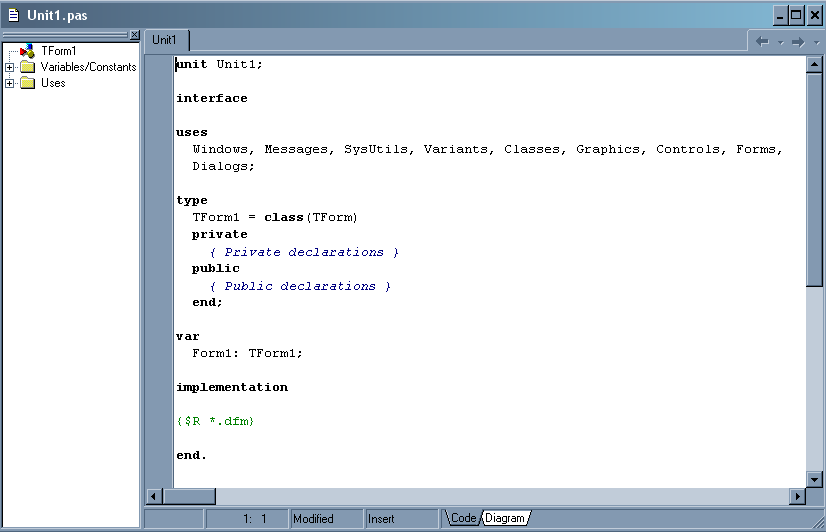 Unit1.pas
TForm1
Variables/Constants
Uses
Unit1
unit Unit1;
interface
uses
Windows, Messages, SysUtils, Variants, Classes, Graphics, Controls, Forms,
Dialogs;
type
TForm1 = class(TForm)
private
{ Private declarations }
public
{ Public declarations }
end;
var
Form1: TForm1;
implementation
{$R *.dfm}
end.
1: 1 Modified Insert Code Diagram